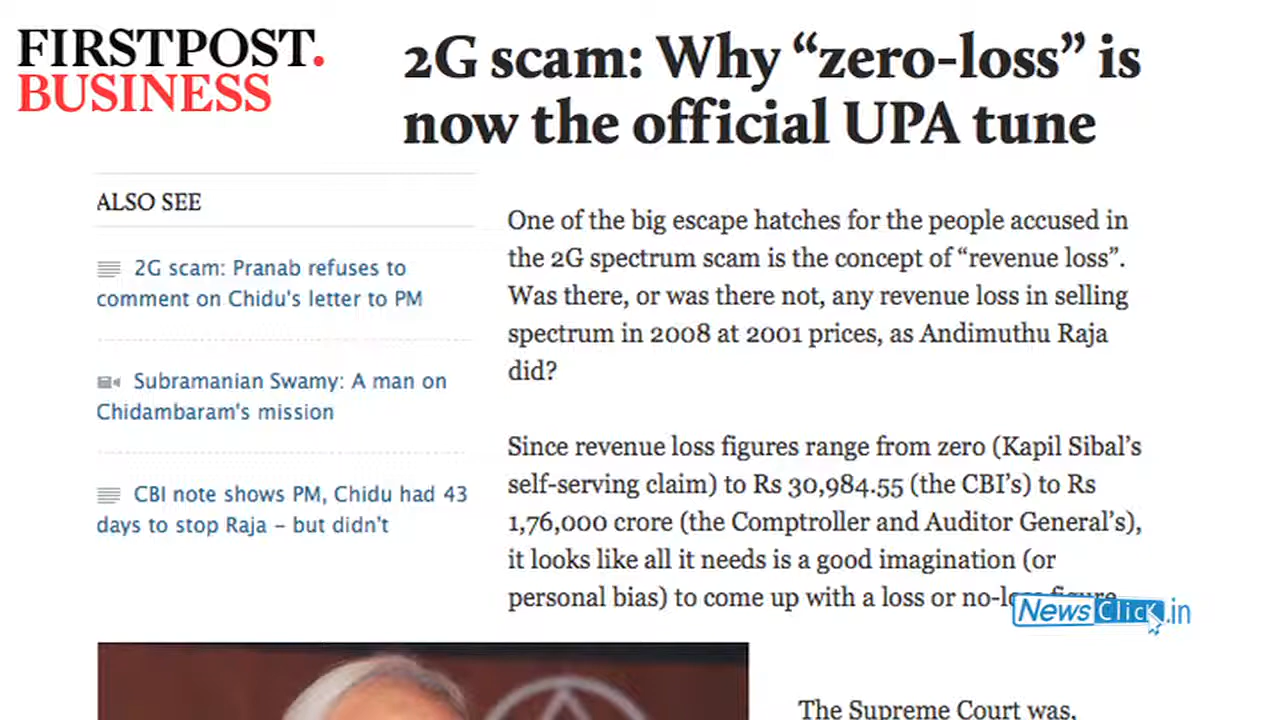 FIRSTPOST.
BUSINESS
2G scam: Why “zero-loss” is
now the official UPA tune
ALSO SEE
2G scam: Pranab refuses to
comment on Chidu's letter to PM
Subramanian Swamy: A man on
Chidambaram's mission
CBI note shows PM, Chidu had 43
days to stop Raja – but didn't
One of the big escape hatches for the people accused in
the 2G spectrum scam is the concept of “revenue loss”.
Was there, or was there not, any revenue loss in selling
spectrum in 2008 at 2001 prices, as Andimuthu Raja
did?
Since revenue loss figures range from zero (Kapil Sibal’s
self-serving claim) to Rs 30,984.55 (the CBI’s) to Rs
1,76,000 crore (the Comptroller and Auditor General’s),
it looks like all it needs is a good imagination (or
personal bias) to come up with a loss or no-loss figure
NewsClick.in
The Supreme Court was,